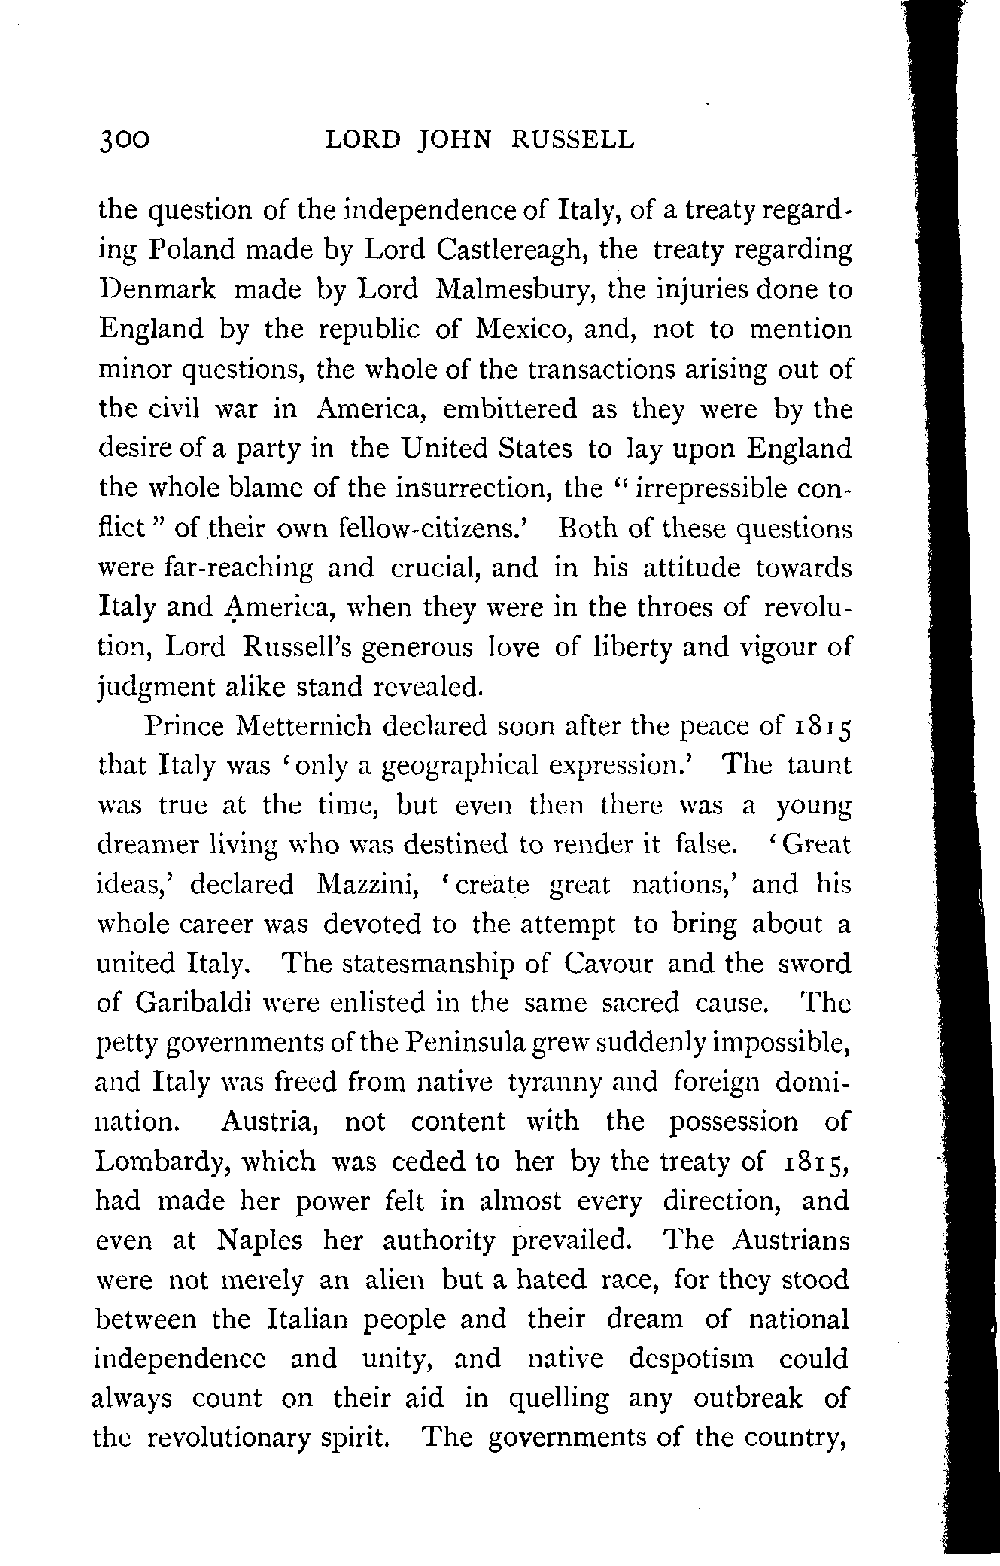 300 LORD JOHN RUSSELL
the question of the independence of Italy, of a treaty regard-
ing Poland made by Lord Castlereagh, the treaty regarding
Denmark made by Lord Malmesbury, the injuries done to
England by the republic of Mexico, and, not to mention
minor questions, the whole of the transactions arising out of
the civil war in America, embittered as they were by the
desire of a party in the United States to lay upon England
the whole blame of the insurrection, the “ irrepressible con-
flict ” of their own fellow-citizens.’ Both of these questions
were far-reaching and crucial, and in his attitude towards
Italy and America, when they were in the throes of revolu-
tion, Lord Russell’s generous love of liberty and vigour of
judgment alike stand revealed.
Prince Metternich declared soon after the peace of 1815
that Italy was ‘ only a geographical expression.’ The taunt
was true at the time, but even then there was a young
dreamer living who was destined to render it false. ‘ Great
ideas,’ declared Mazzini, ‘ create great nations,’ and his
whole career was devoted to the attempt to bring about a
united Italy. The statesmanship of Cavour and the sword
of Garibaldi were enlisted in the same sacred cause. The
petty governments of the Peninsula grew suddenly impossible,
and Italy was freed from native tyranny and foreign domi-
nation. Austria, not content with the possession of
Lombardy, which was ceded to her by the treaty of 1815,
had made her power felt in almost every direction, and
even at Naples her authority prevailed. The Austrians
were not merely an alien but a hated race, for they stood
between the Italian people and their dream of national
independence and unity, and native despotism could
always count on their aid in quelling any outbreak of
the revolutionary spirit. The governments of the country,